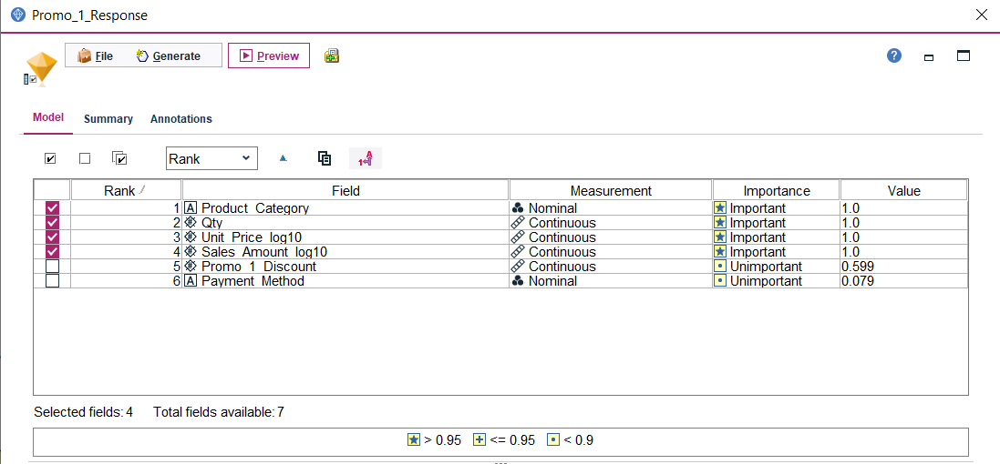 Promo_1_Response
File Generate Preview
Model Summary Annotations
Rank
Rank Field Measurement Importance Value
1 Product_Category Nominal Important 1.0
2 Qty Continuous Important 1.0
3 Unit_Price_log10 Continuous Important 1.0
4 Sales_Amount_log10 Continuous Important 1.0
5 Promo_1_Discount Continuous Unimportant 0.599
6 Payment_Method Nominal Unimportant 0.079
Selected fields: 4 Total fields available: 7
> 0.95 <= 0.95 < 0.9